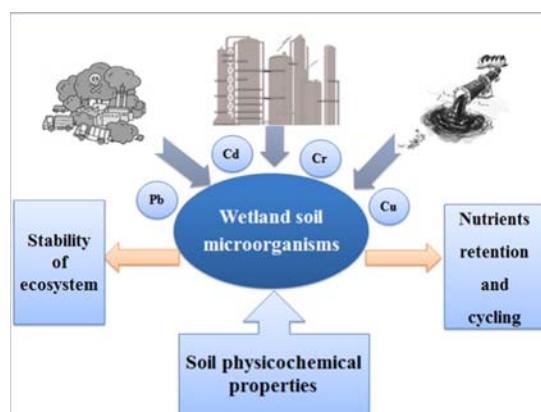 Cd
Cr
Pb
Cu
Wetland soil
microorganisms
Stability
of
ecosystem
Nutrients
retention
and
cycling
Soil physicochemical
properties